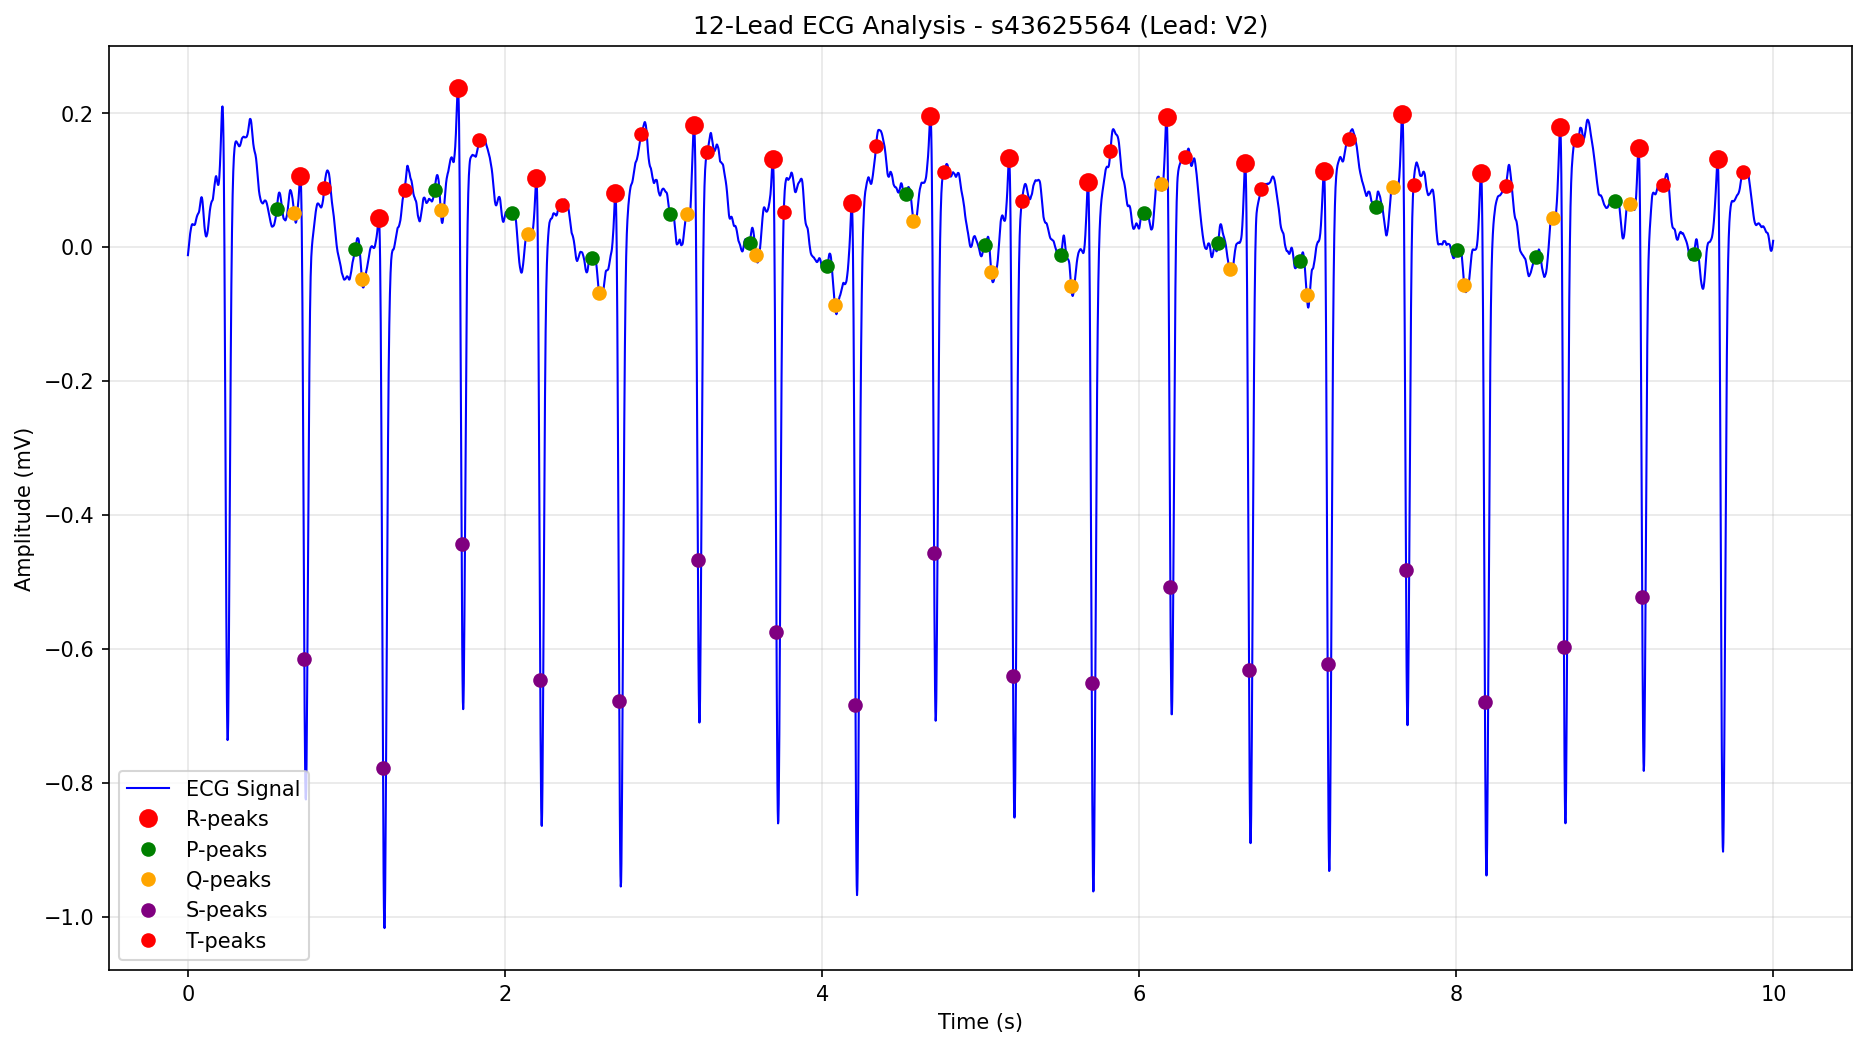 12-Lead ECG Analysis - s43625564 (Lead: V2)
0.2
0.0
−0.2
−0.4
−0.6
−0.8
−1.0
Amplitude (mV)
ECG Signal
R-peaks
P-peaks
Q-peaks
S-peaks
T-peaks
0 2 4 6 8 10
Time (s)